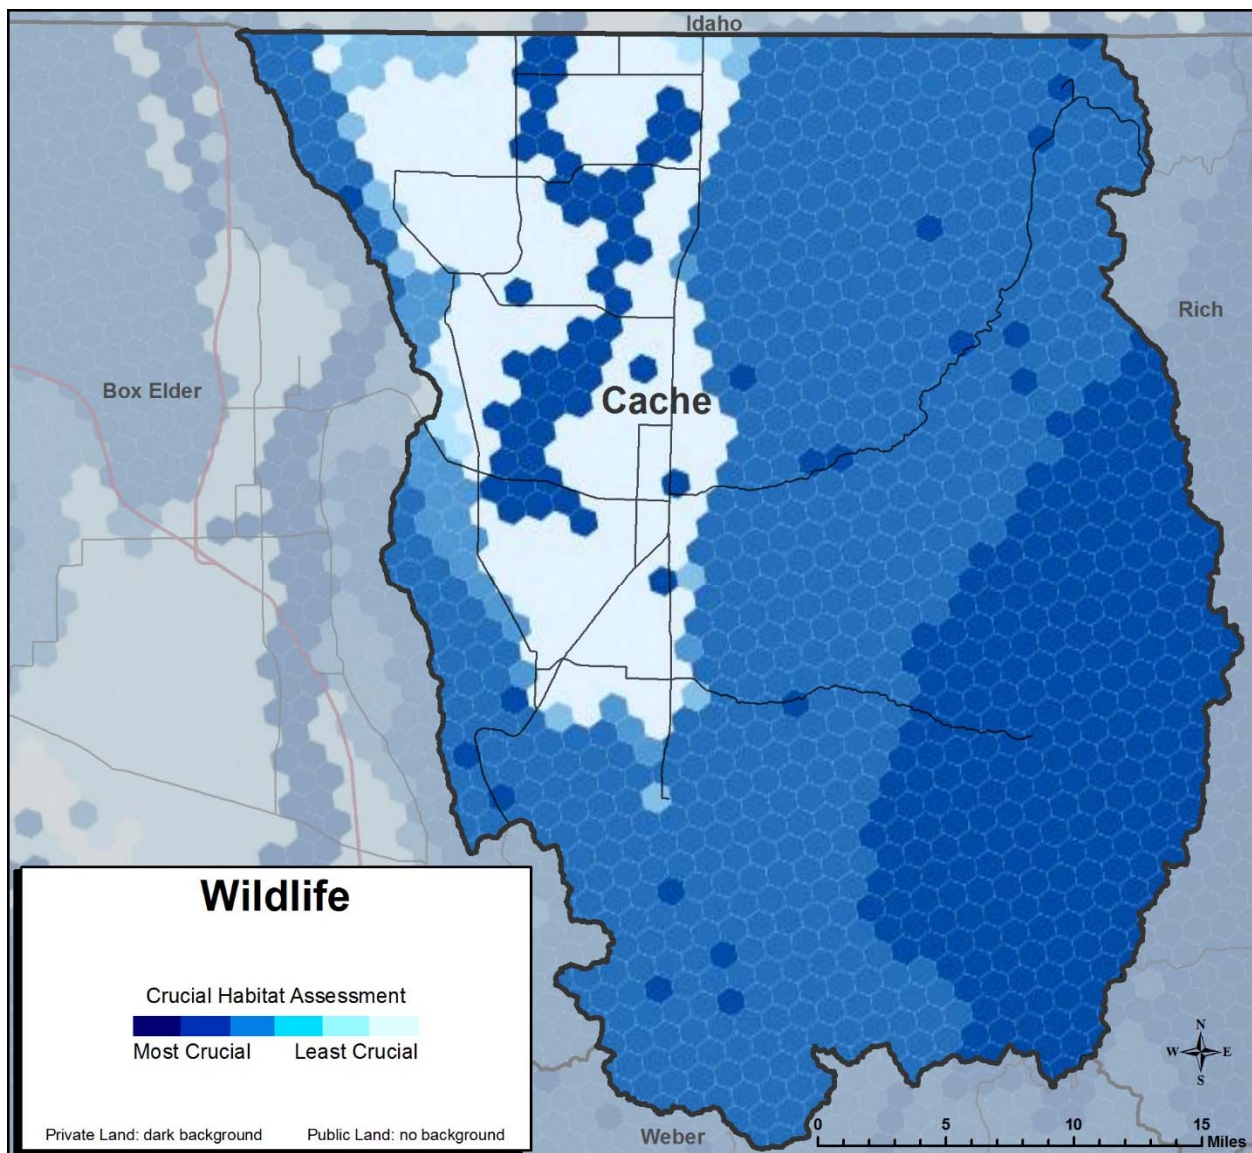 Idaho
Rich
Box Elder
Cache
Wildlife
Crucial Habitat Assessment
Most Crucial Least Crucial
Private Land: dark background Public Land: no background
Weber
N
W E
S
0 5 10 15
Miles